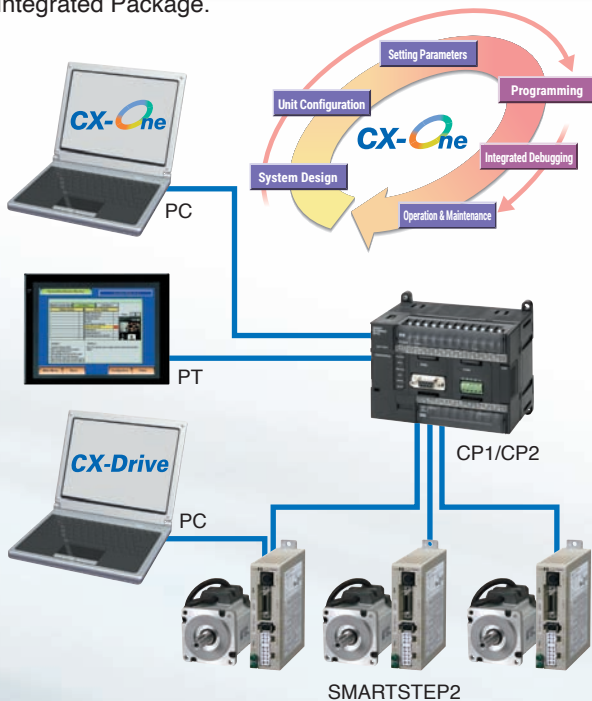 Integrated Package.
CX-One
Setting Parameters
Programming
Unit Configuration
CX-One
Integrated Debugging
System Design
Operation & Maintenance
PC
PT
CP1/CP2
CX-Drive
PC
SMARTSTEP2